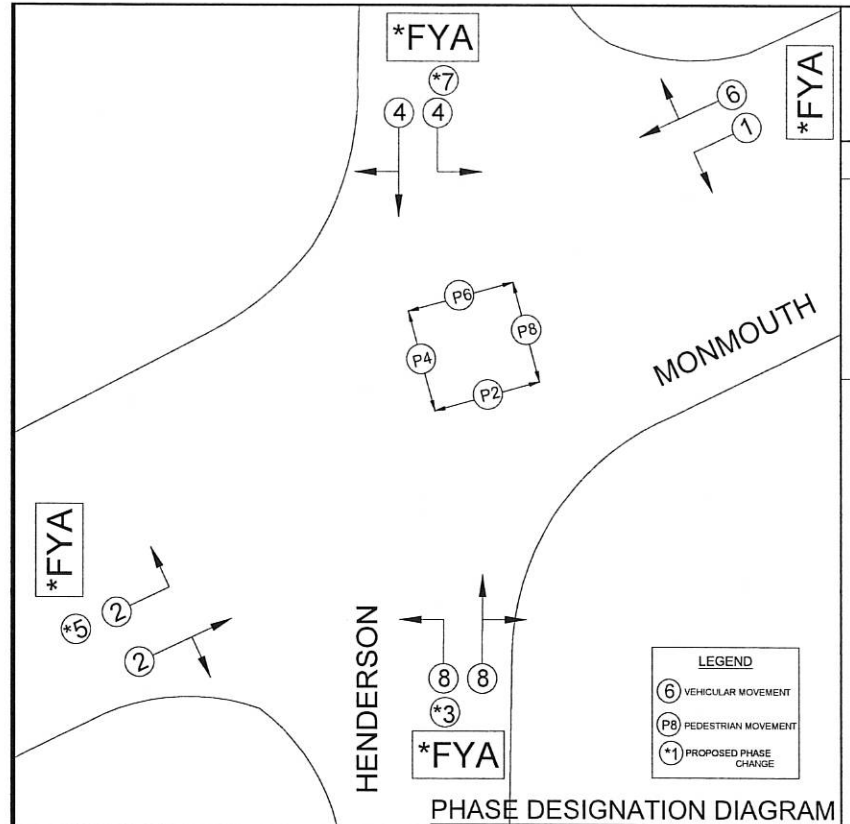 *FYA
*7
4
4
6
1
*FYA
P6
P8
P4
P2
MONMOUTH
*FYA
*5
2
2
HENDERSON
8
8
*3
*FYA
LEGEND
6 VEHICULAR MOVEMENT
P8 PEDESTRIAN MOVEMENT
*1 PROPOSED PHASE
CHANGE
PHASE DESIGNATION DIAGRAM